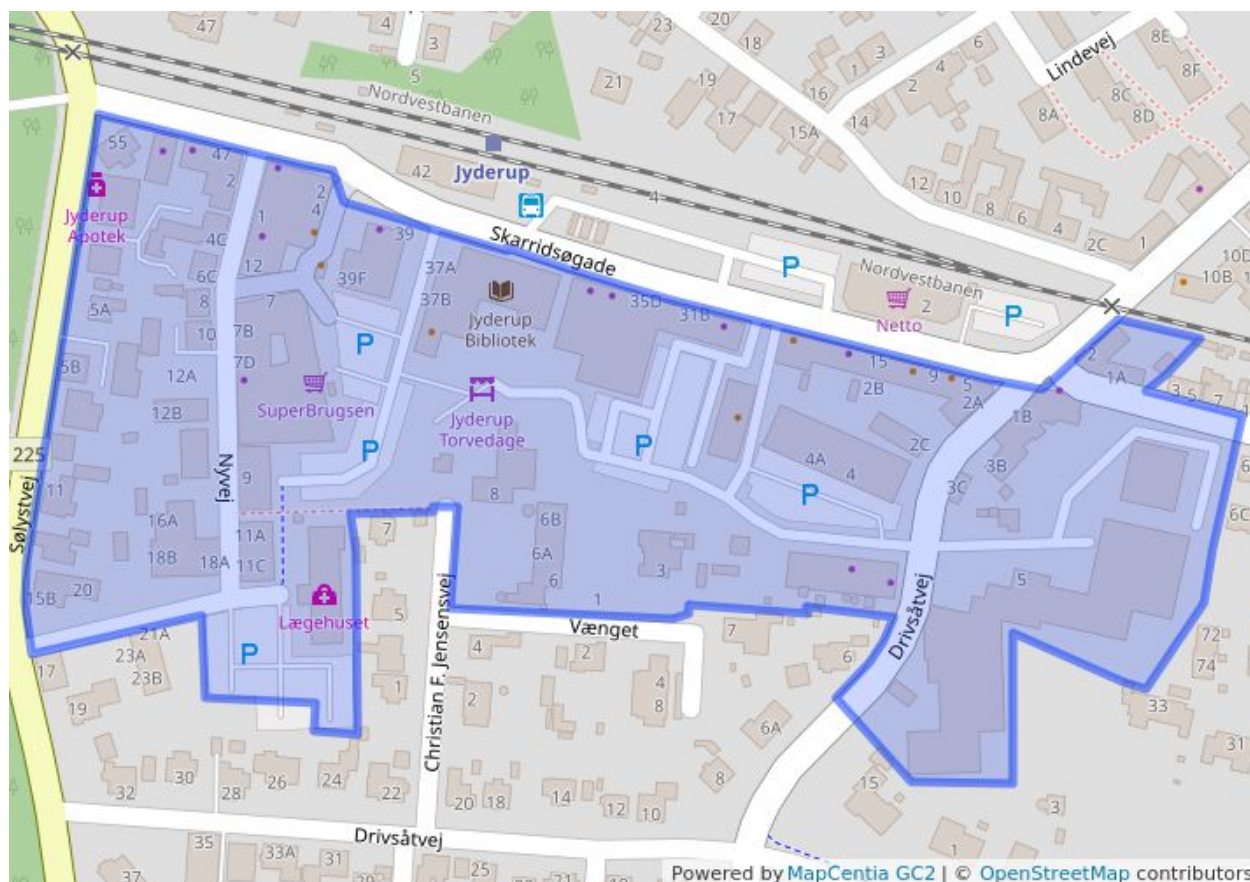 47
4
3
5
23
20
18
3
6
1
2
4
Lindevej
8E
8F
8C
8D
8A
21
19
17
16
15A
14
Nordvestbanen
Jyderup
42
4
12
10
8
6
4
2C
1
10D
10B
55
47
2
Jyderup
Apotek
4C
6C
8
10
1
2
4
12
7
39
39F
37A
37B
Skarridsøgade
Jyderup
Bibliotek
35D
31B
P
Nordvestbanen
2
Netto
P
5A
5B
12A
12B
7B
7D
SuperBrugsen
P
P
Jyderup
Torvedage
P
15
2B
9
5
2A
2C
4A
4
P
2
1A
3
5
7
1B
3B
3C
225
Sølystvej
11
Nyvej
9
16A
18B
18A
11A
11C
15B
20
Lægehuset
P
8
6B
6A
6
3
1
7
5
1
Christian F. Jensensvej
Vænget
Drivsåtvej
5
6C
72
74
33
31
17
19
21A
23A
23B
4
2
2
4
8
7
6
6A
8
15
3
1
32
30
28
26
24
22
20
18
14
12
10
Drivsåtvej
37
35
33A
31
25
Powered by MapCentia GC2 | © OpenStreetMap contributors